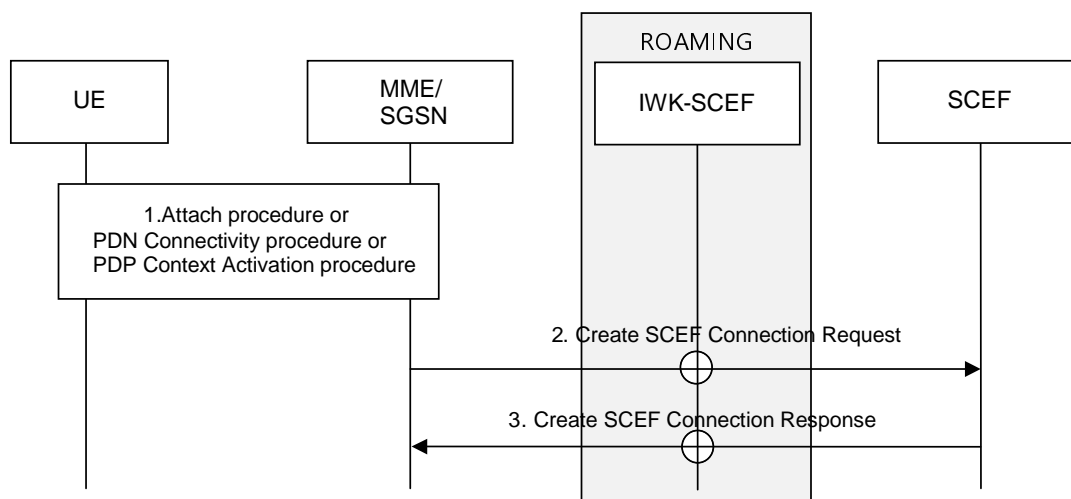 ROAMING
UE
MME/
SGSN
IWK-SCEF
SCEF
1.Attach procedure or
PDN Connectivity procedure or
PDP Context Activation procedure
2. Create SCEF Connection Request
3. Create SCEF Connection Response